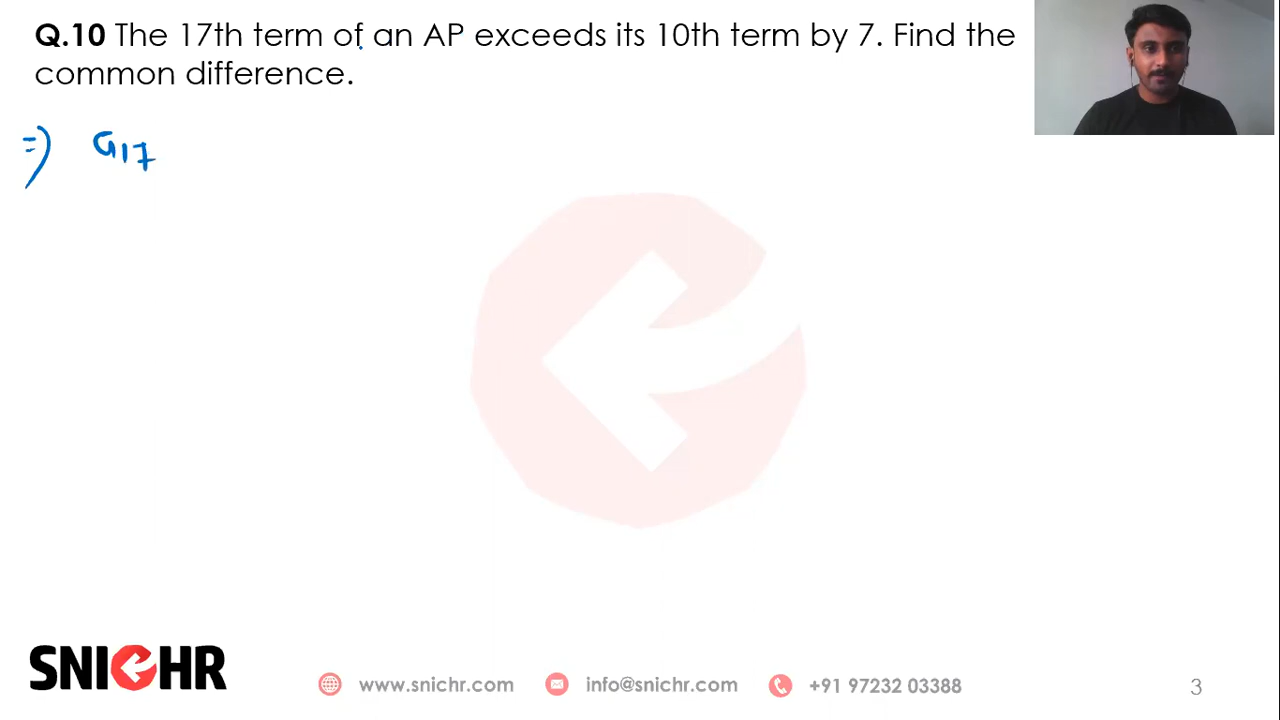 Q.10 The 17th term of an AP exceeds its 10th term by 7. Find the
common difference.
⇒ a17
SNICHR
www.snichr.com info@snichr.com +91 97232 03388
3